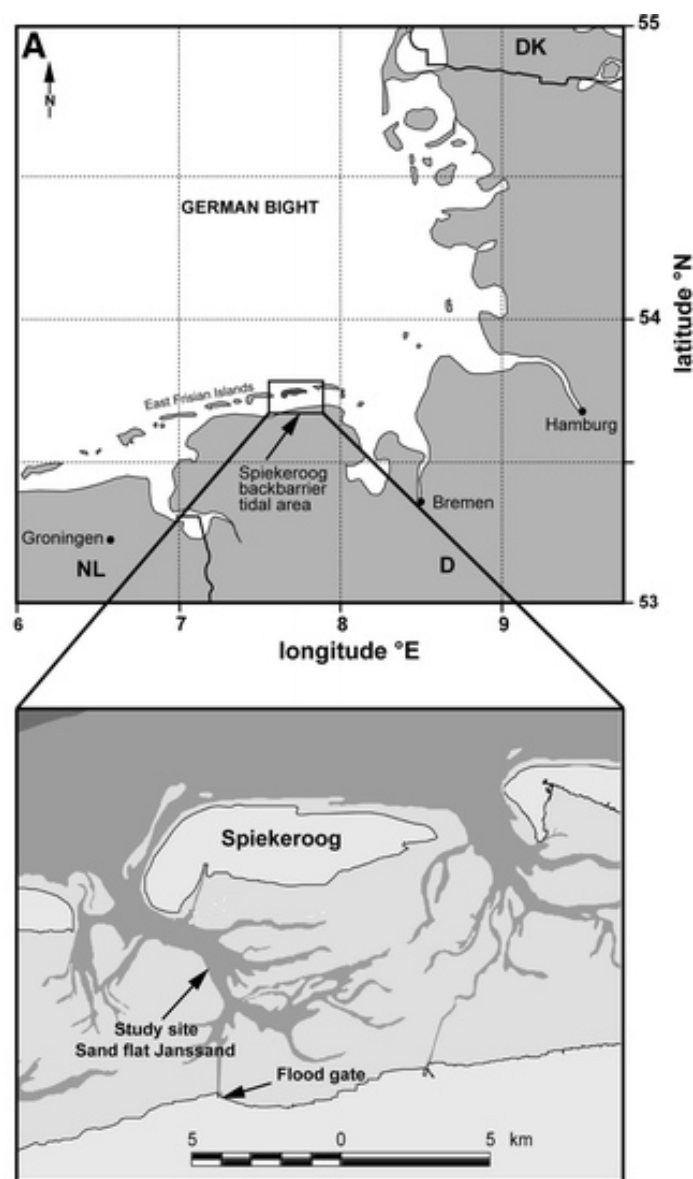 A
N
DK
55
GERMAN BIGHT
latitude °N
54
East Frisian Islands
Hamburg
Spiekeroog
backbarrier
tidal area
Bremen
Groningen
NL
D
53
6 7 8 9
longitude °E
Spiekeroog
Study site
Sand flat Janssand
Flood gate
5 0 5 km